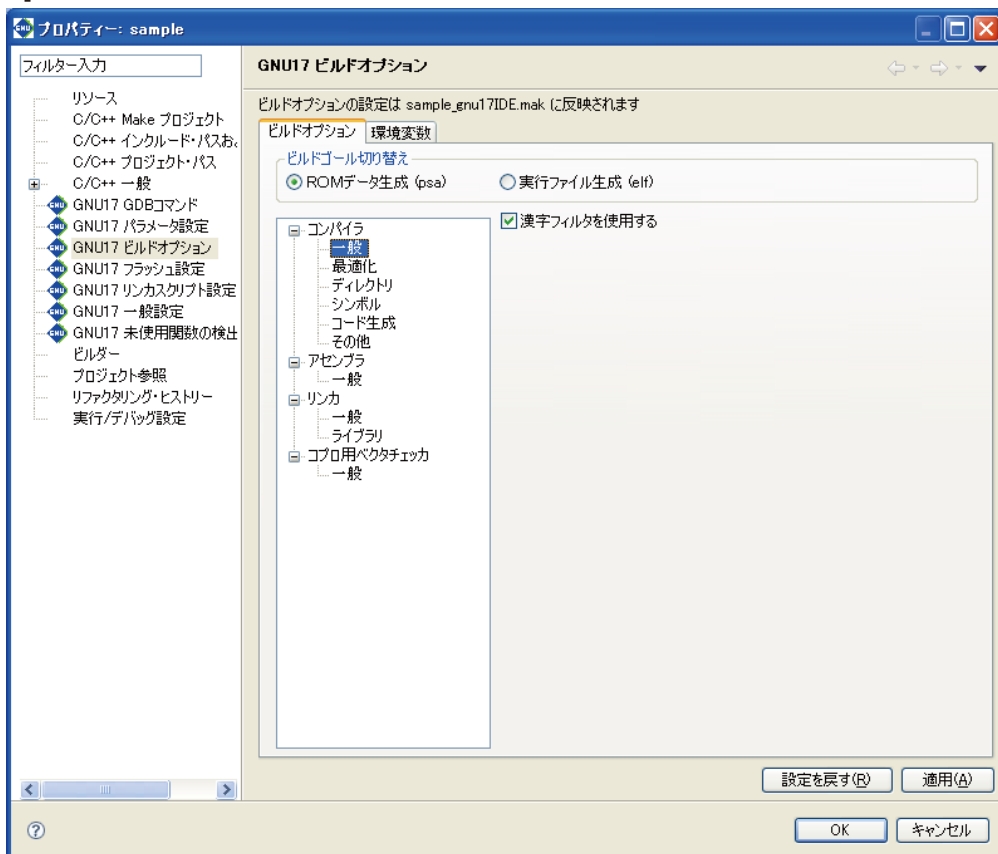 プロパティー: sample
フィルター入力
リソース
C/C++ Make プロジェクト
C/C++ インクルード・パスお
C/C++ プロジェクト・パス
C/C++ 一般
GNU17 GDBコマンド
GNU17 パラメータ設定
GNU17 ビルドオプション
GNU17 フラッシュ設定
GNU17 リンカスクリプト設定
GNU17 一般設定
GNU17 未使用関数の検出
ビルダー
プロジェクト参照
リファクタリング・ヒストリー
実行/デバッグ設定
GNU17 ビルドオプション
ビルドオプションの設定は sample_gnu17IDE.mak に反映されます
ビルドオプション 環境変数
ビルドゴール切り替え
ROMデータ生成 (psa) 実行ファイル生成 (elf)
コンパイラ
一般
最適化
ディレクトリ
シンボル
コード生成
その他
アセンブラ
一般
リンカ
一般
ライブラリ
コプロ用ベクタチェッカ
一般
漢字フィルタを使用する
設定を戻す(R) 適用(A)
OK キャンセル